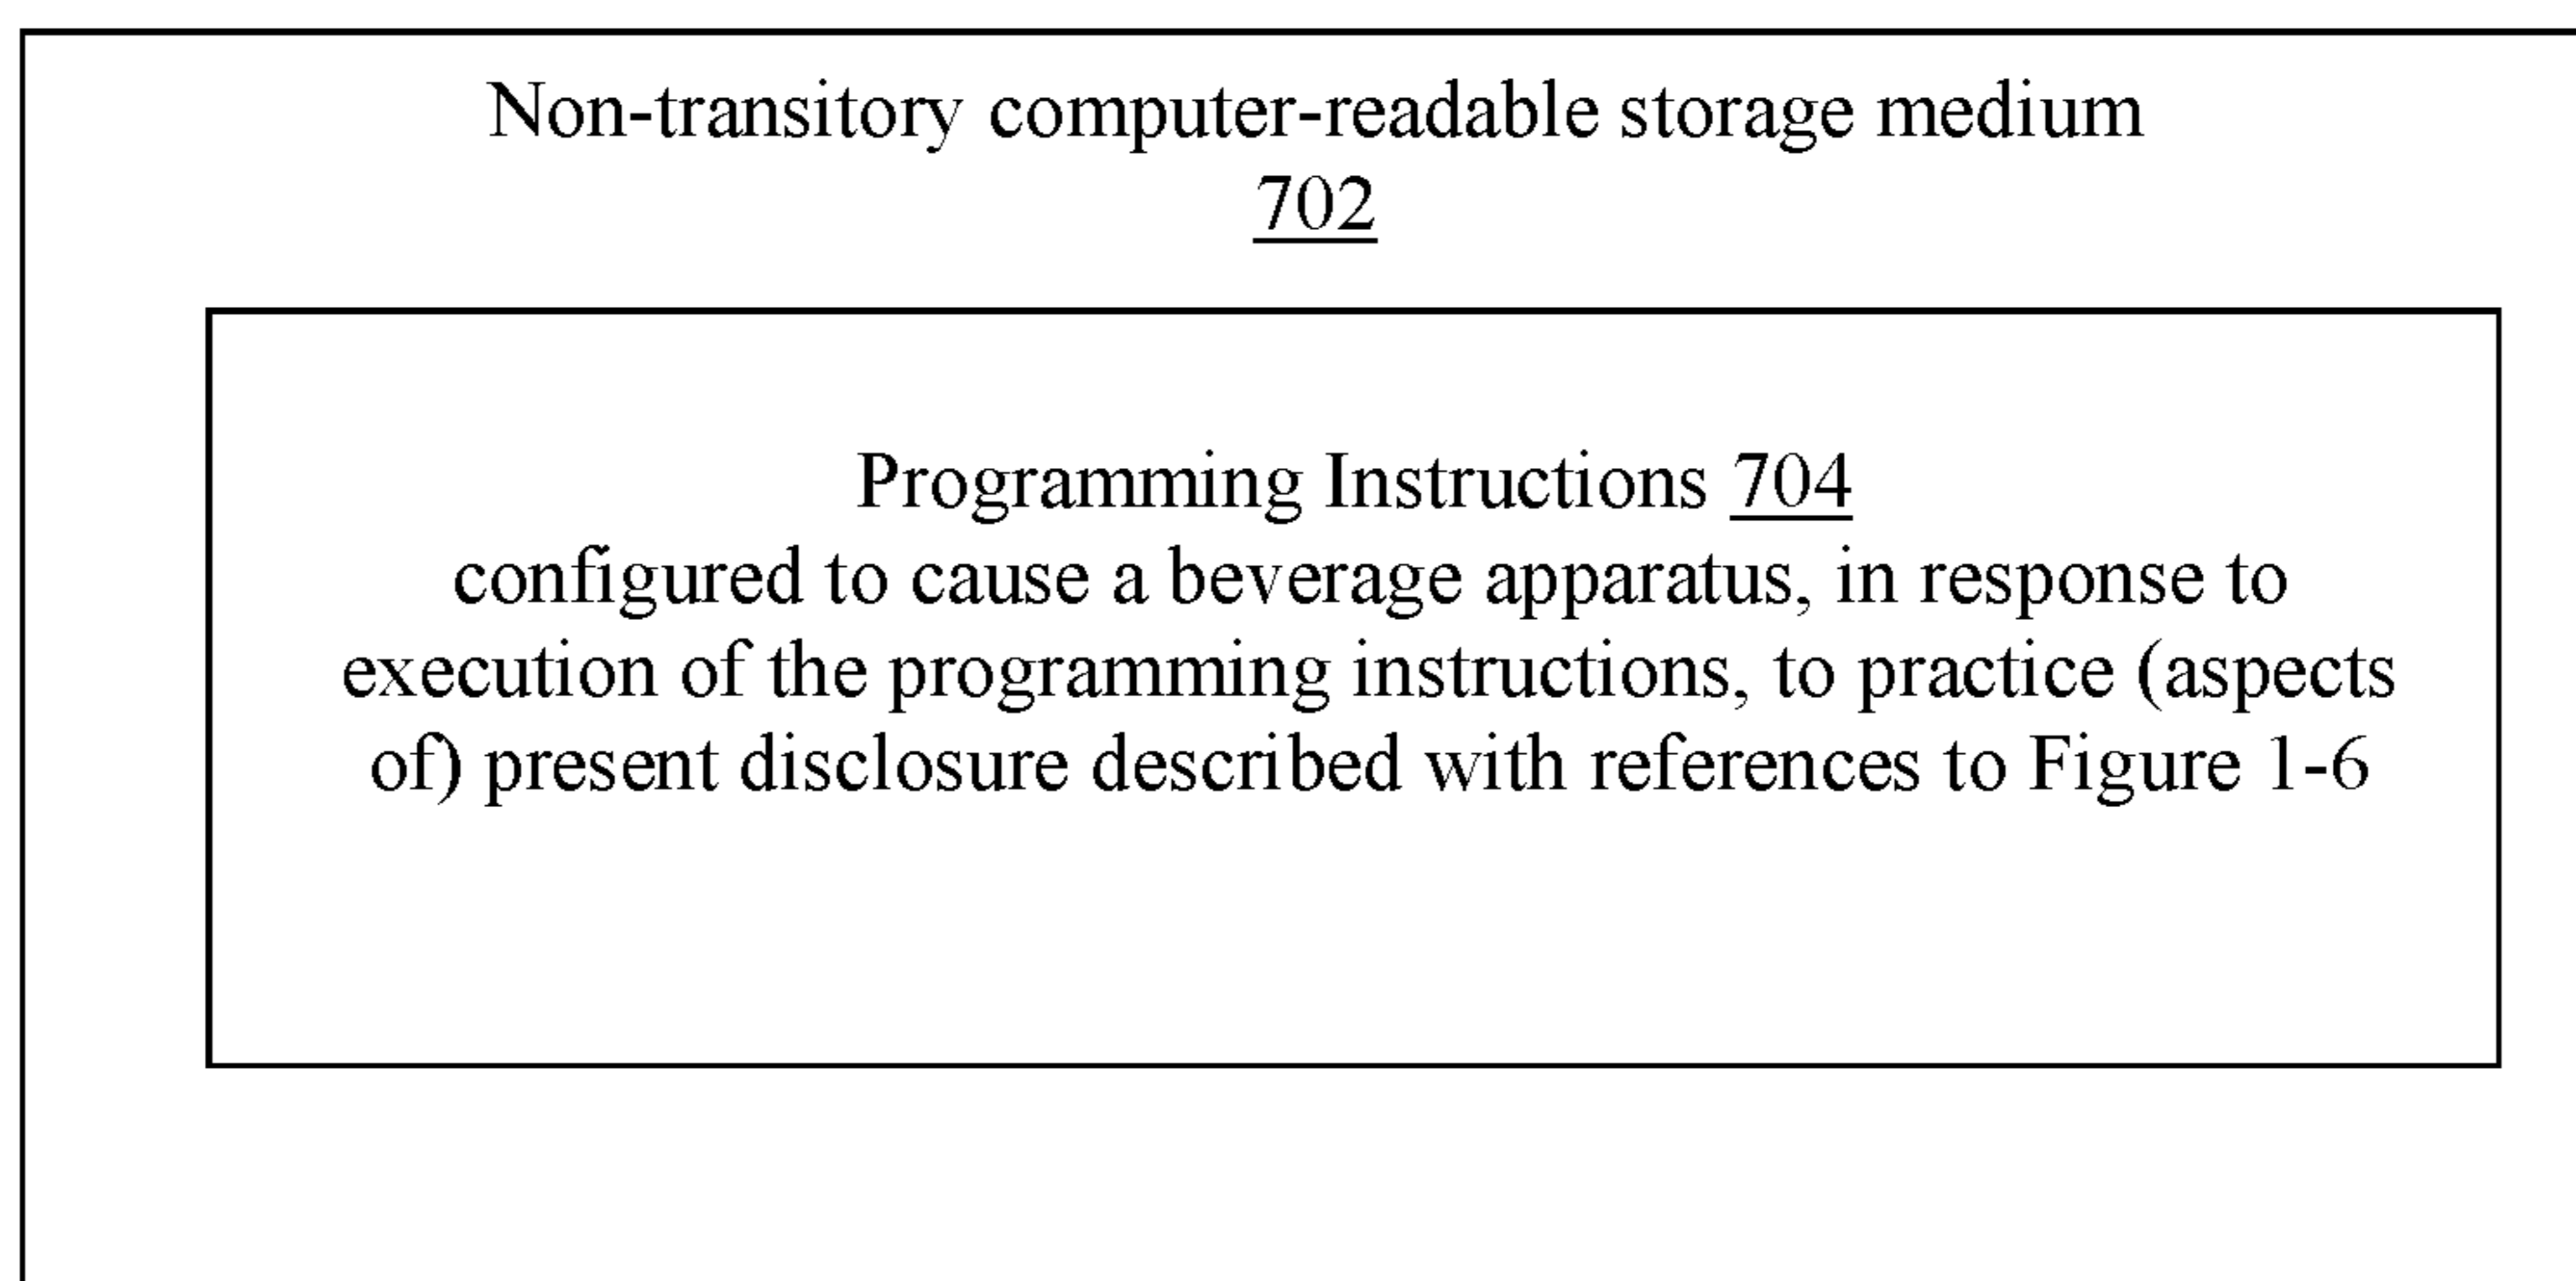 Non-transitory computer-readable storage medium
702
Programming Instructions 704
configured to cause a beverage apparatus, in response to
execution of the programming instructions, to practice (aspects
of) present disclosure described with references to Figure 1-6